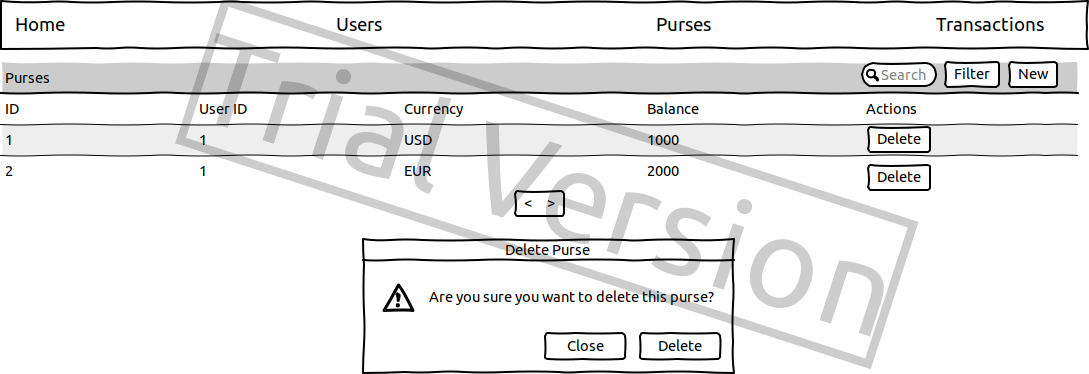 Home Users Purses Transactions
Purses Search Filter New
ID User ID Currency Balance Actions
1 1 USD 1000 Delete
2 1 EUR 2000 Delete
< >
Delete Purse
Are you sure you want to delete this purse?
Close Delete
Trial Version